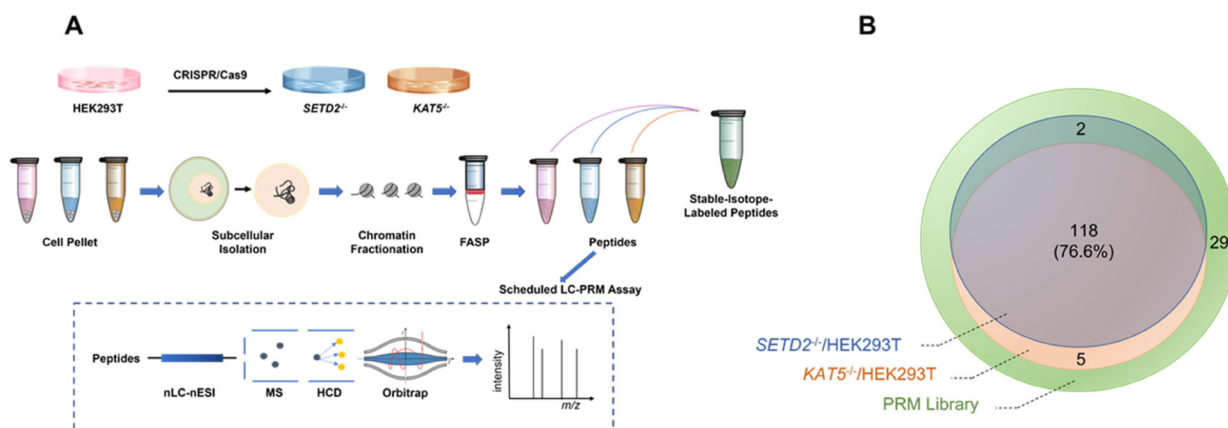 A
CRISPR/Cas9
HEK293T
SETD2-/-
KAT5-/-
Cell Pellet
Subcellular
Isolation
Chromatin
Fractionation
FASP
Peptides
Stable-Isotope-
Labeled Peptides
Scheduled LC-PRM Assay
Peptides
nLC-nESI
MS
HCD
Orbitrap
intensity
m/z
B
2
118
(76.6%)
29
5
SETD2-/-/HEK293T
KAT5-/-/HEK293T
PRM Library